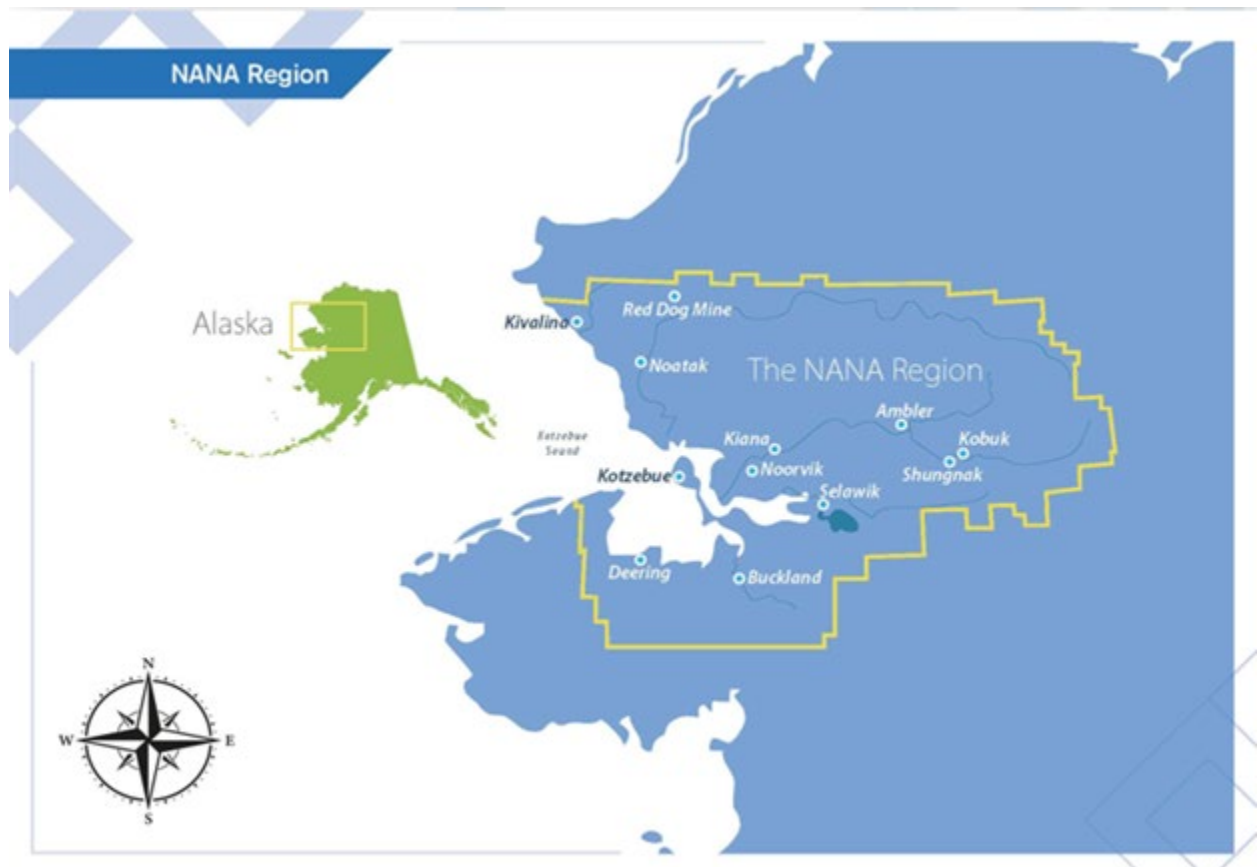 NANA Region
Alaska
Kivalina
Red Dog Mine
Noatak
The NANA Region
Ambler
Kotzebue
Sound
Kiana
Kobuk
Noorvik
Shungnak
Kotzebue
Selawik
Deering
Buckland
N
W
E
S